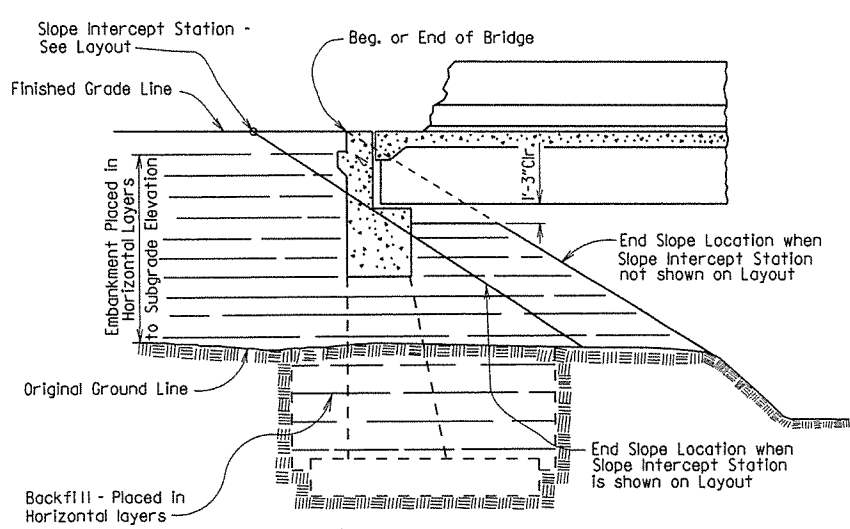 Slope Intercept Station -
See Layout
Beg. or End of Bridge
Finished Grade Line
1'-3"Clr.
Embankment Placed in
Horizontal Layers
to Subgrade Elevation
End Slope Location when
Slope Intercept Station
not shown on Layout
Original Ground Line
End Slope Location when
Slope Intercept Station
is shown on Layout
Backfill - Placed in
Horizontal layers